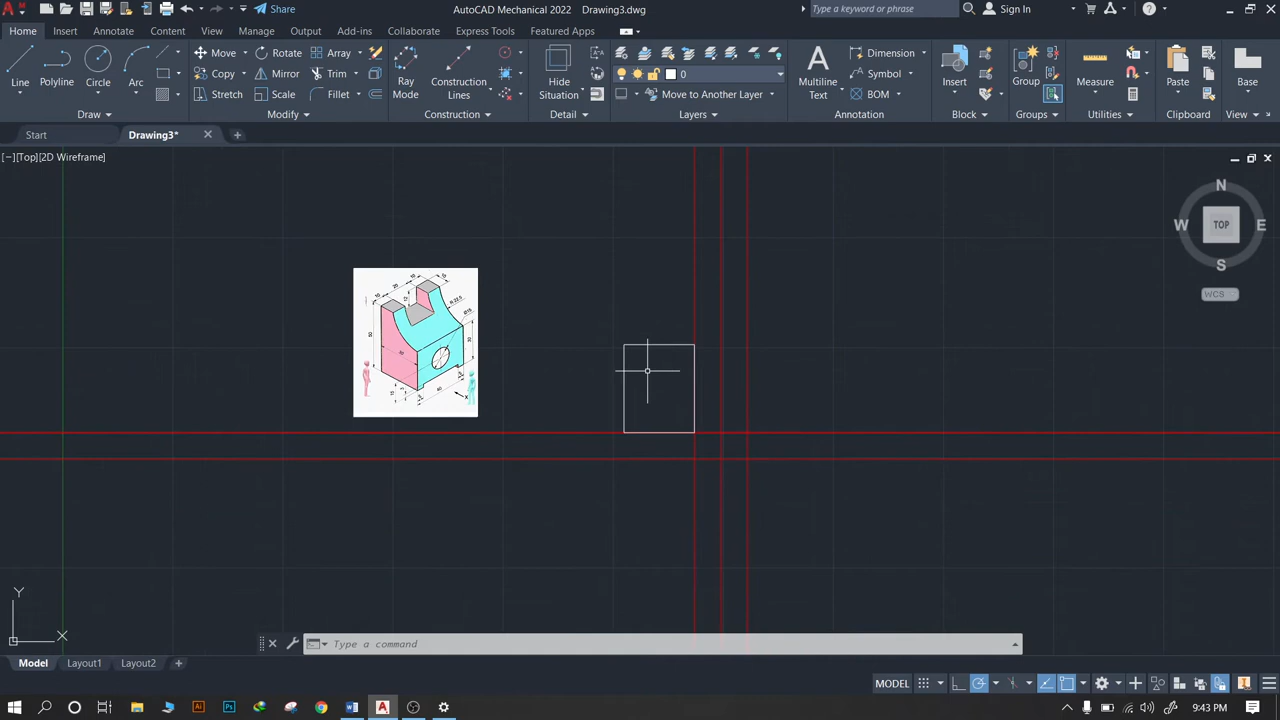 AutoCAD Mechanical 2022 Drawing3.dwg
Share
Type a keyword or phrase
Sign In
Home Insert Annotate Content View Manage Output Add-ins Collaborate Express Tools Featured Apps
Line Polyline Circle Arc
Move Rotate Array
Copy Mirror Trim
Stretch Scale Fillet
Ray Mode
Construction Lines
Hide Situation
0
Move to Another Layer
Multiline Text
Dimension
Symbol
BOM
Insert
Group
Measure
Paste
Base
Draw Modify Construction Detail Layers Annotation Block Groups Utilities Clipboard View
Start Drawing3*
[−][Top][2D Wireframe]
N
W TOP E
S
WCS
Y
X
Type a command
Model Layout1 Layout2
MODEL
9:43 PM